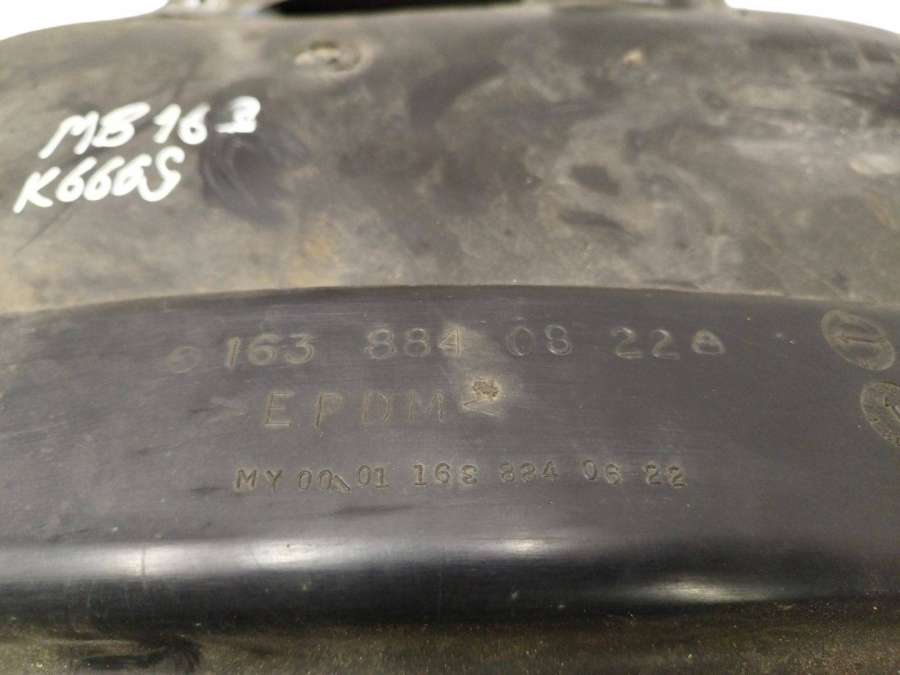 MB 163
K666S
163 884 08 22
EPDM
MY 00 01 163 884 06 22